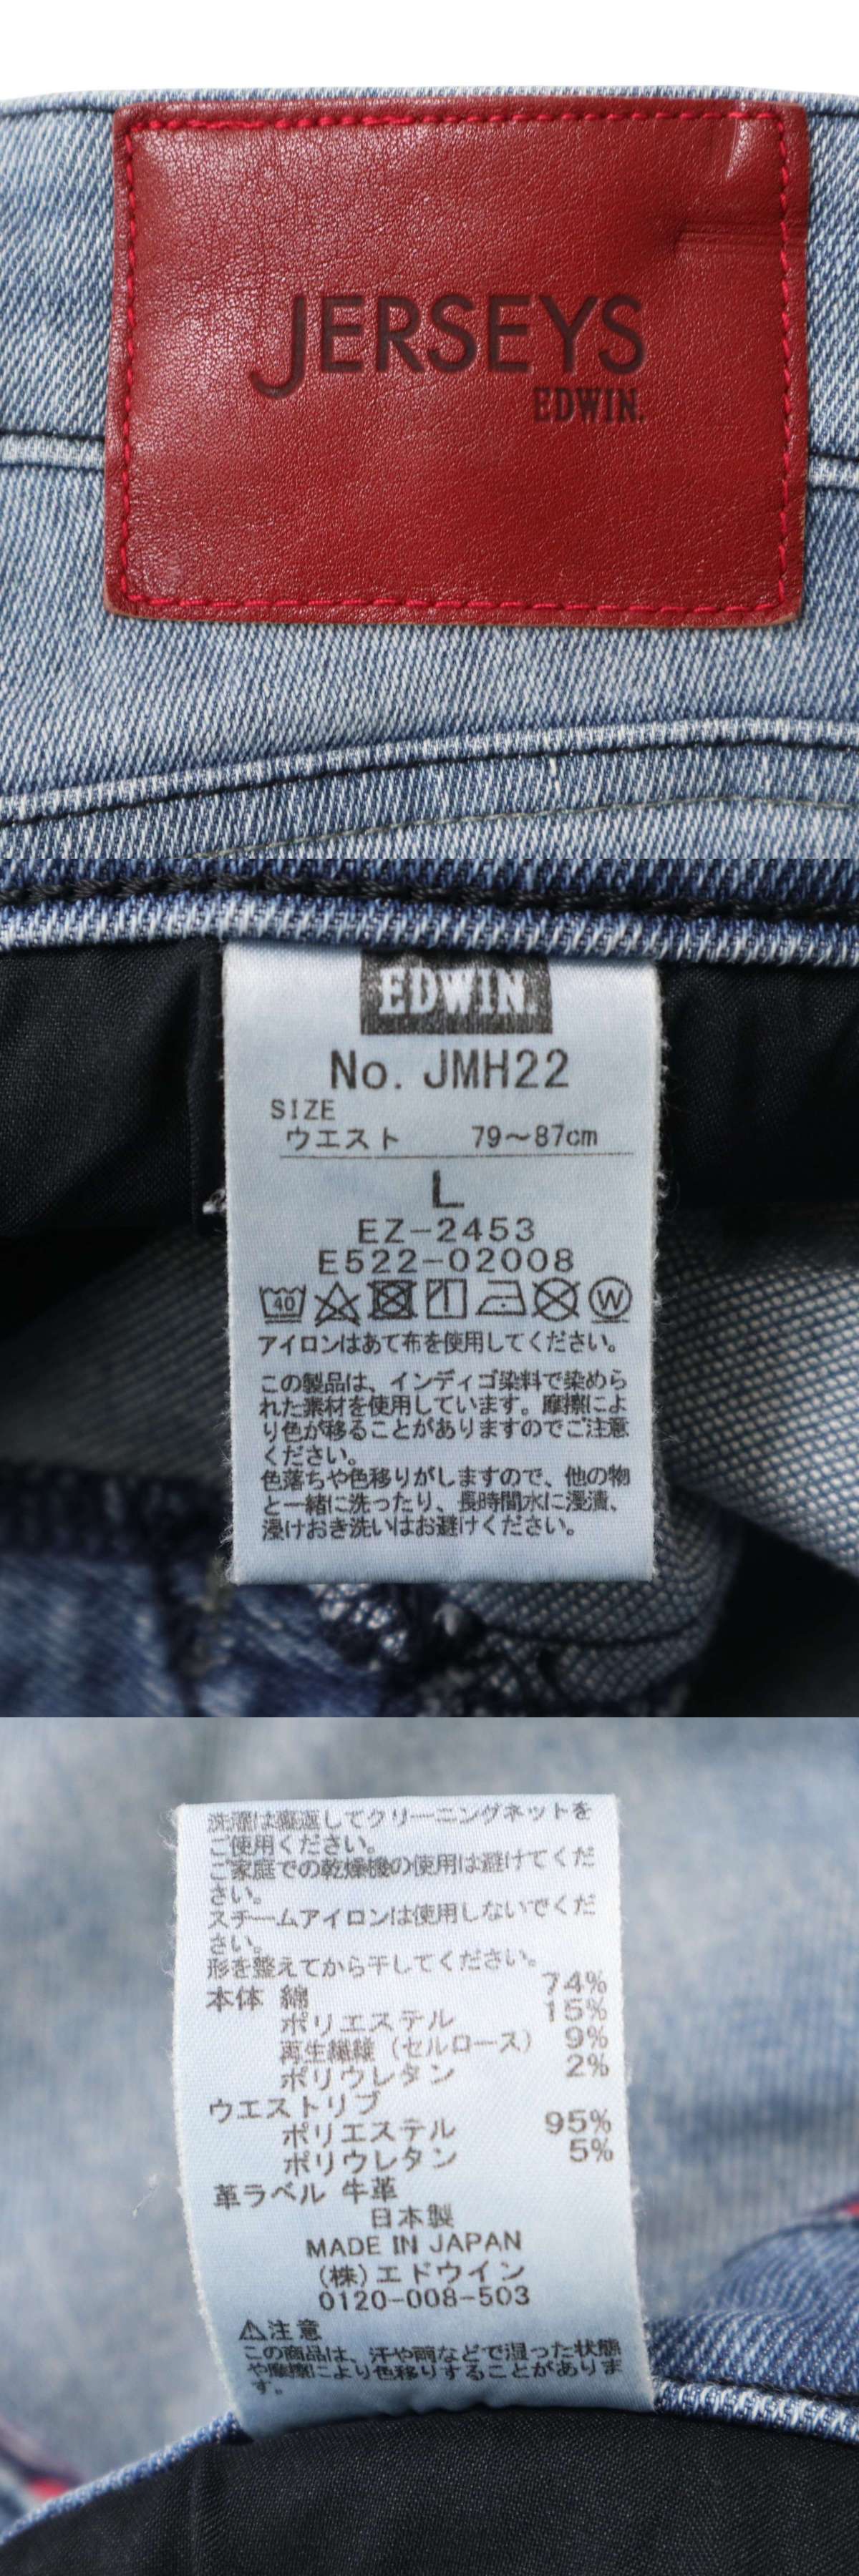 JERSEYS
EDWIN.
EDWIN.
No. JMH22
SIZE
ウエスト 79～87cm
L
EZ-2453
E522-02008
40 W
アイロンはあて布を使用してください。
この製品は、インディゴ染料で染めら
れた素材を使用しています。摩擦によ
り色が移ることがありますのでご注意
ください。
色落ちや色移りがしますので、他の物
と一緒に洗ったり、長時間水に浸漬、
浸けおき洗いはお避けください。
洗濯は裏返してクリーニングネットを
ご使用ください。
ご家庭での乾燥機の使用は避けてくだ
さい。
スチームアイロンは使用しないでくだ
さい。
形を整えてから干してください。
本体 綿 74%
ポリエステル 15%
再生繊維（セルロース） 9%
ポリウレタン 2%
ウエストリブ
ポリエステル 95%
ポリウレタン 5%
革ラベル 牛革
日本製
MADE IN JAPAN
(株)エドウイン
0120-008-503
⚠注意
この商品は、汗や雨などで湿った状態
や摩擦により色移りすることがありま
す。